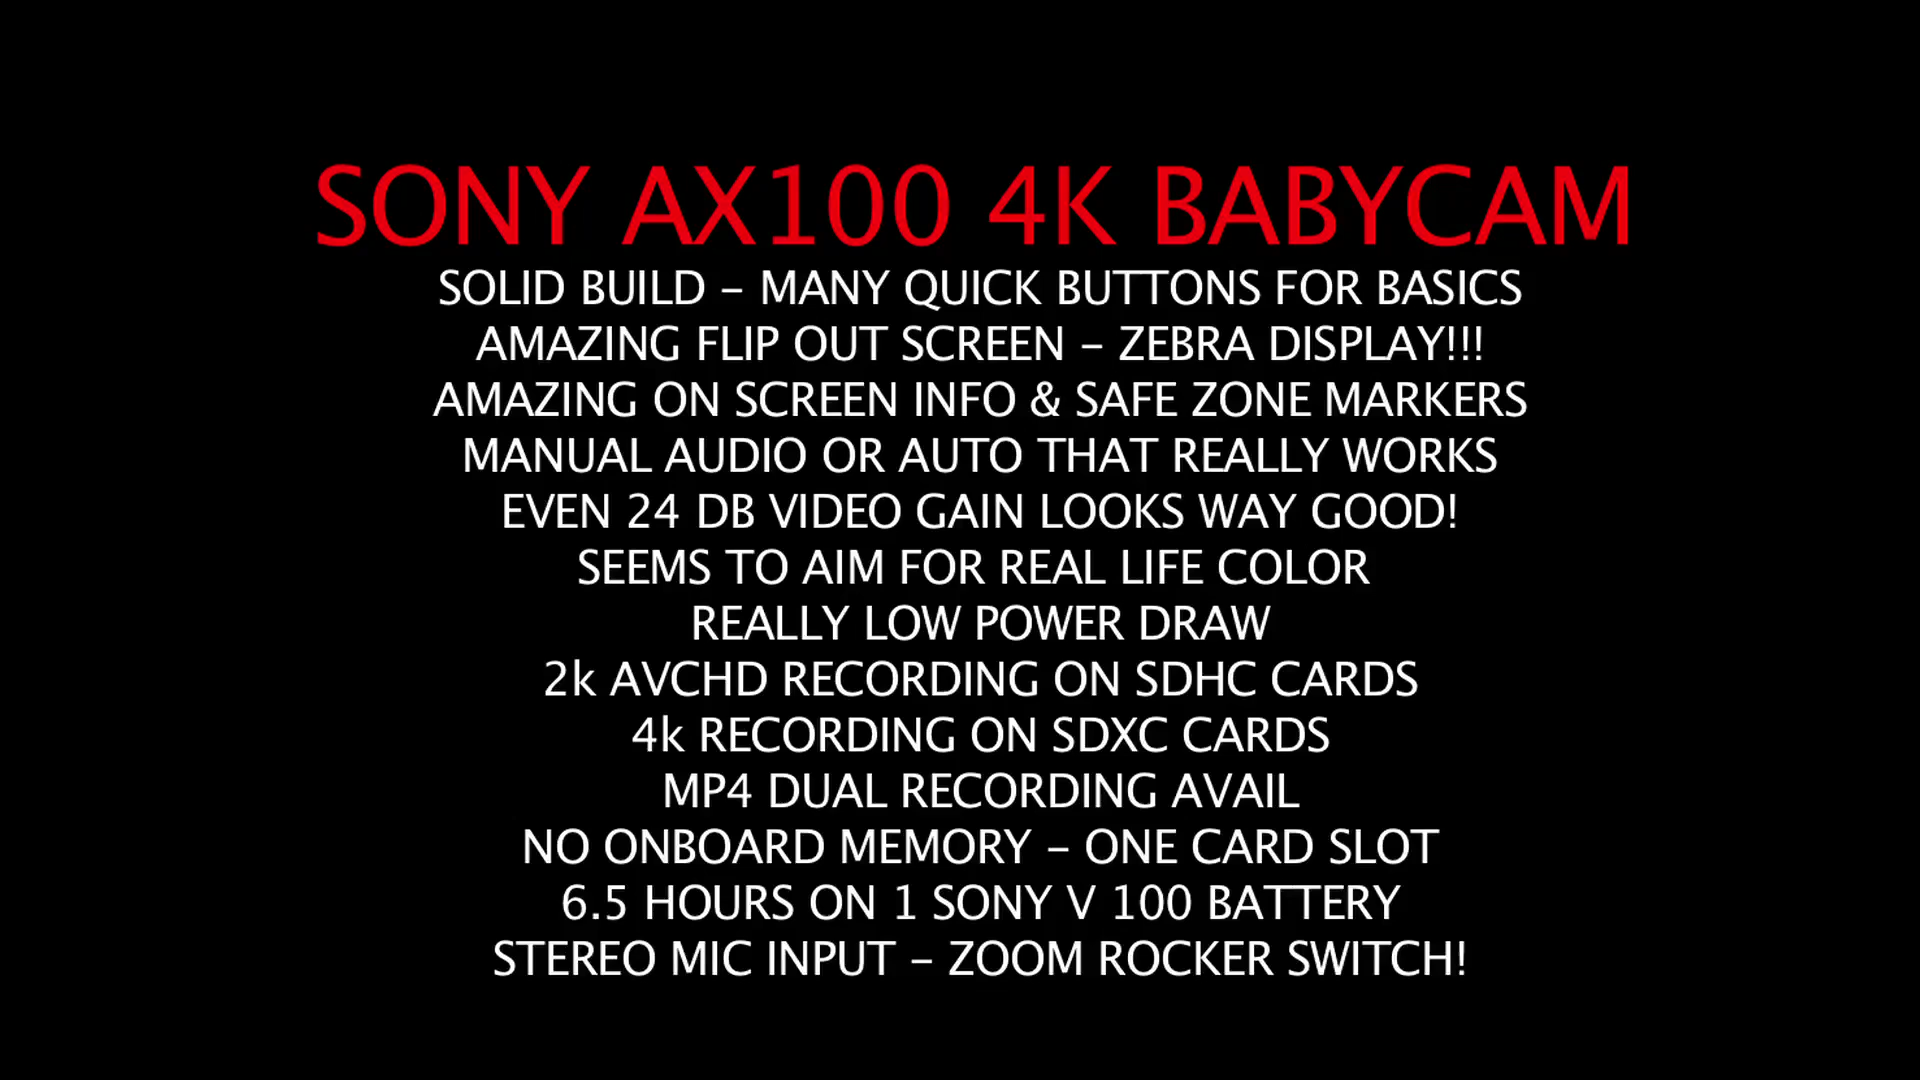 SONY AX100 4K BABYCAM
SOLID BUILD – MANY QUICK BUTTONS FOR BASICS
AMAZING FLIP OUT SCREEN – ZEBRA DISPLAY!!!
AMAZING ON SCREEN INFO & SAFE ZONE MARKERS
MANUAL AUDIO OR AUTO THAT REALLY WORKS
EVEN 24 DB VIDEO GAIN LOOKS WAY GOOD!
SEEMS TO AIM FOR REAL LIFE COLOR
REALLY LOW POWER DRAW
2k AVCHD RECORDING ON SDHC CARDS
4k RECORDING ON SDXC CARDS
MP4 DUAL RECORDING AVAIL
NO ONBOARD MEMORY – ONE CARD SLOT
6.5 HOURS ON 1 SONY V 100 BATTERY
STEREO MIC INPUT – ZOOM ROCKER SWITCH!